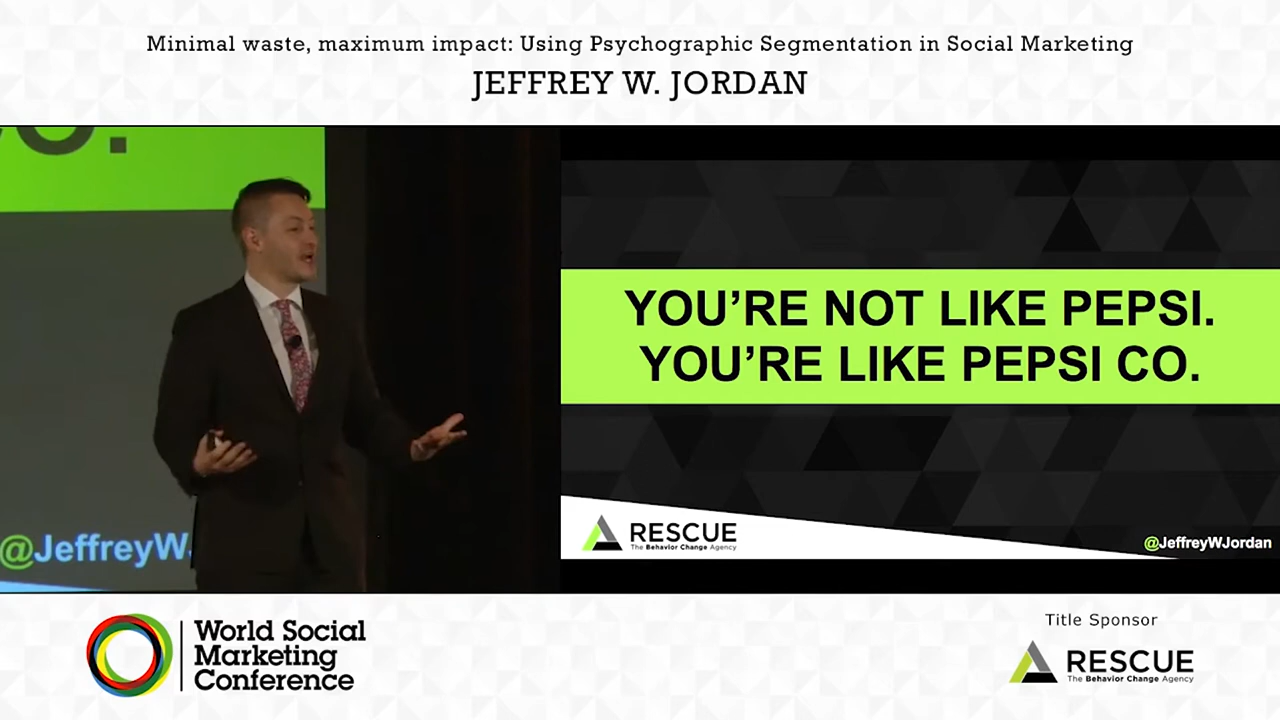 Minimal waste, maximum impact: Using Psychographic Segmentation in Social Marketing
JEFFREY W. JORDAN
CO.
@JeffreyW
YOU’RE NOT LIKE PEPSI.
YOU’RE LIKE PEPSI CO.
RESCUE
The Behavior Change Agency
@JeffreyWJordan
World Social
Marketing
Conference
Title Sponsor
RESCUE
The Behavior Change Agency